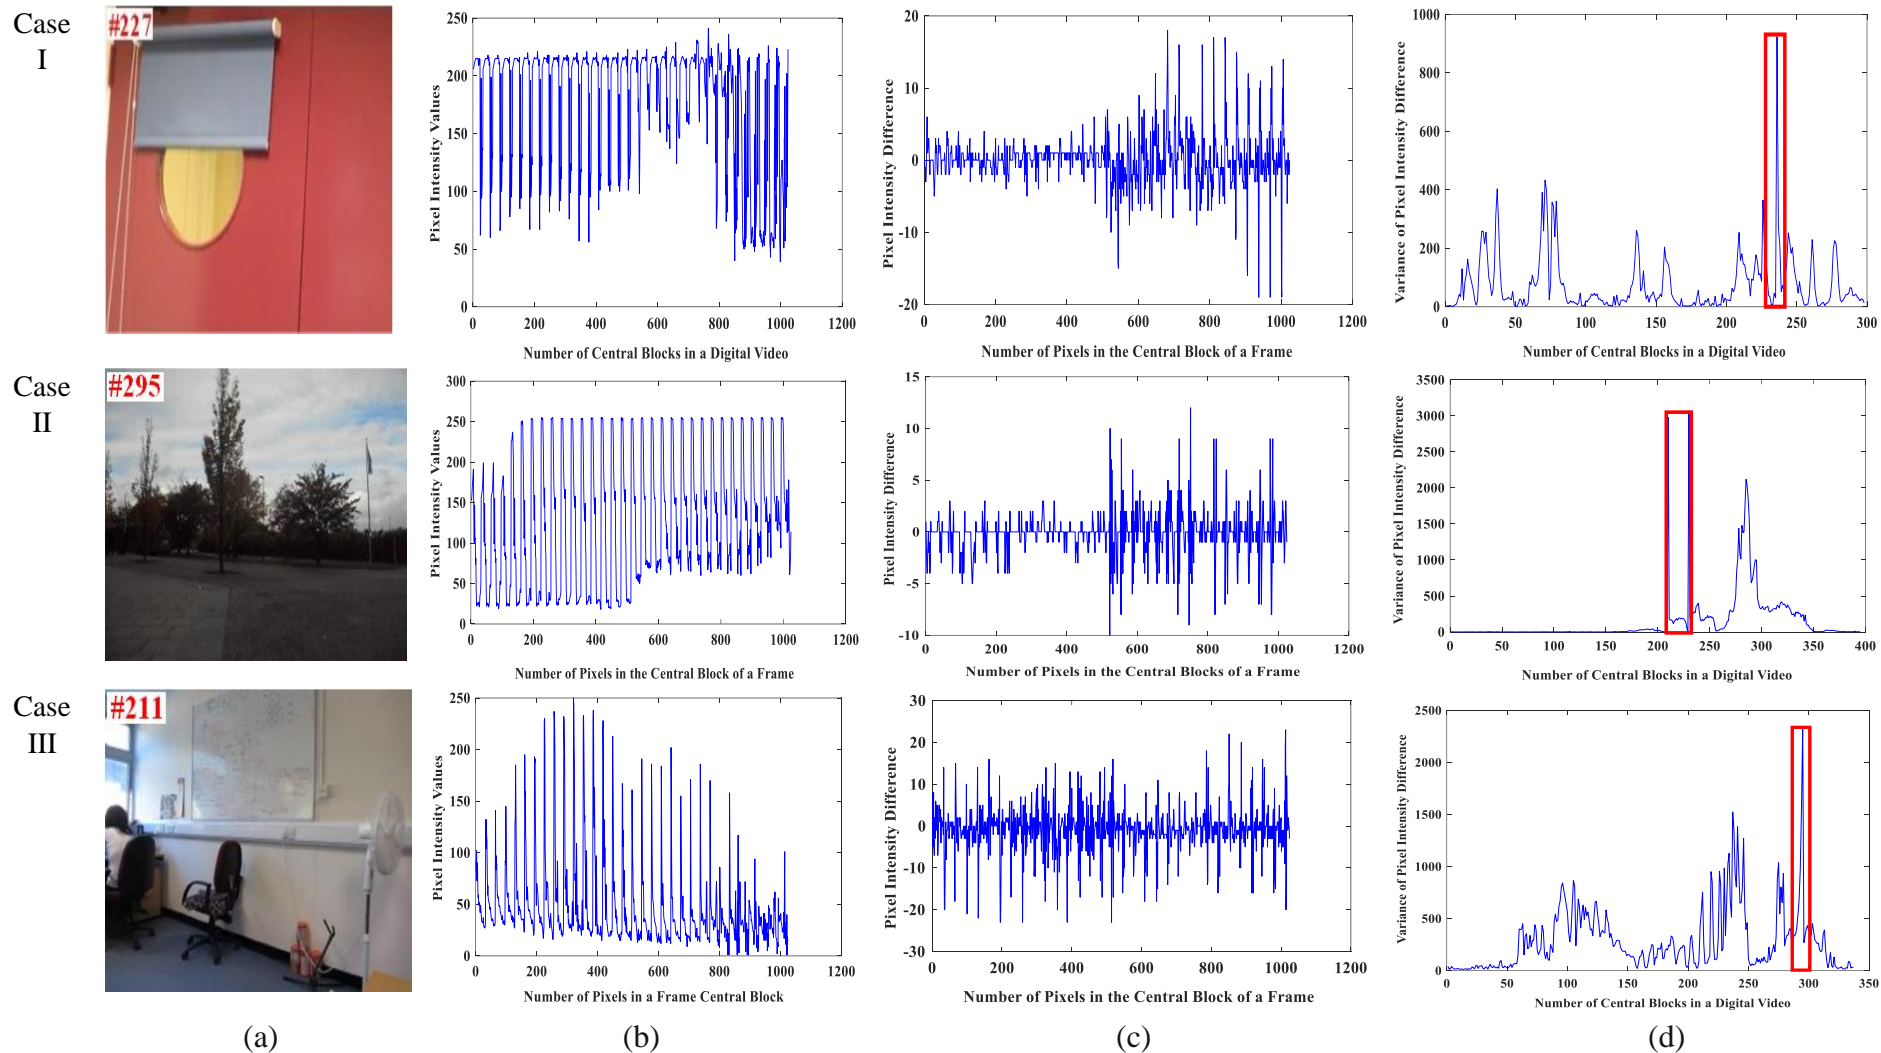 Case
I
#227
Pixel Intensity Values
250
200
150
100
50
0
0 200 400 600 800 1000 1200
Number of Central Blocks in a Digital Video
Pixel Intensity Difference
20
10
0
-10
-20
0 200 400 600 800 1000 1200
Number of Pixels in the Central Block of a Frame
Variance of Pixel Intensity Difference
1000
800
600
400
200
0
0 50 100 150 200 250 300
Number of Central Blocks in a Digital Video
Case
II
#295
Pixel Intensity Values
300
250
200
150
100
50
0
0 200 400 600 800 1000 1200
Number of Pixels in the Central Block of a Frame
Pixel Intensity Difference
15
10
5
0
-5
-10
0 200 400 600 800 1000 1200
Number of Pixels in the Central Blocks of a Frame
Variance of Pixel Intensity Difference
3500
3000
2500
2000
1500
1000
500
0
0 50 100 150 200 250 300 350 400
Number of Central Blocks in a Digital Video
Case
III
#211
Pixel Intensity Values
250
200
150
100
50
0
0 200 400 600 800 1000 1200
Number of Pixels in a Frame Central Block
Pixel Intensity Difference
30
20
10
0
-10
-20
-30
0 200 400 600 800 1000 1200
Number of Pixels in the Central Block of a Frame
Variance of Pixel Intensity Difference
2500
2000
1500
1000
500
0
0 50 100 150 200 250 300 350
Number of Central Blocks in a Digital Video
(a) (b) (c) (d)